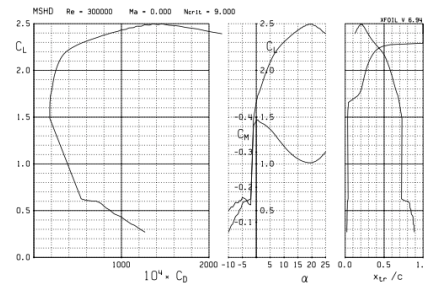 MSHD Re = 300000 Ma = 0.000 Ncrit = 9.000
XFOIL V 6.94
2.5 2.5
CL CL
2.0 2.0
1.5 -0.4 1.5
CM
-0.3
1.0 1.0
-0.2
0.5 0.5
-0.1
0.0
1000 2000 -10 -5 0 5 10 15 20 25 0.0 0.5 1.0
10⁴ × CD α xtr/c